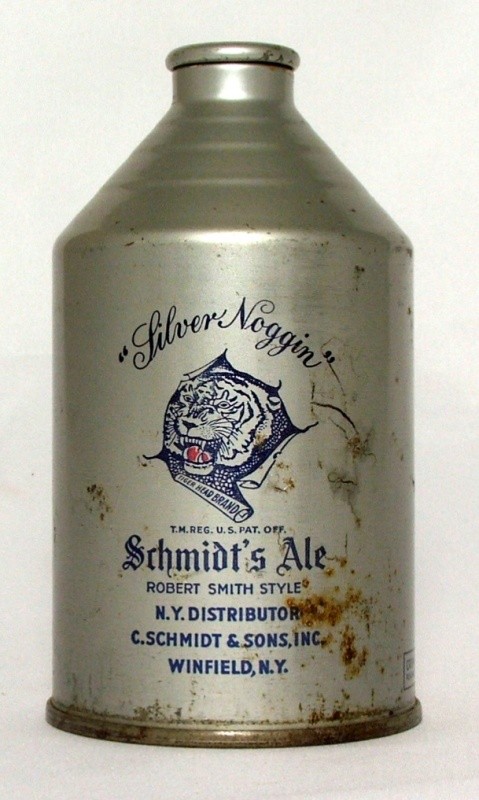 "Silver Noggin"
TIGER HEAD BRAND
T.M. REG. U.S. PAT. OFF.
Schmidt's Ale
ROBERT SMITH STYLE
N.Y. DISTRIBUTOR
C. SCHMIDT & SONS, INC.
WINFIELD, N.Y.